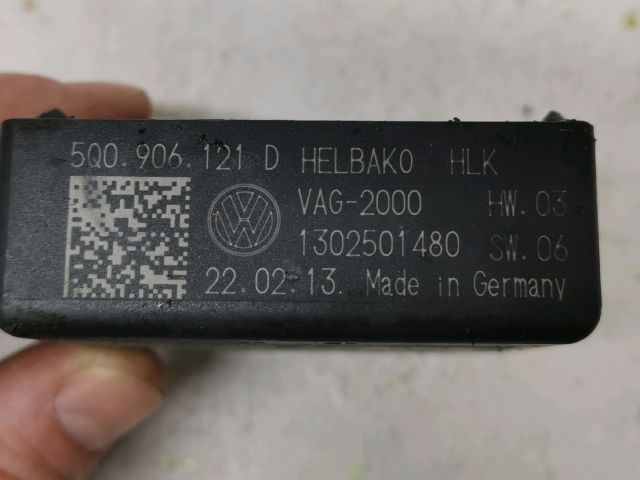 5Q0.906.121 D HELBAKO HLK
VAG-2000 HW.03
1302501480 SW.06
22.02.13. Made in Germany